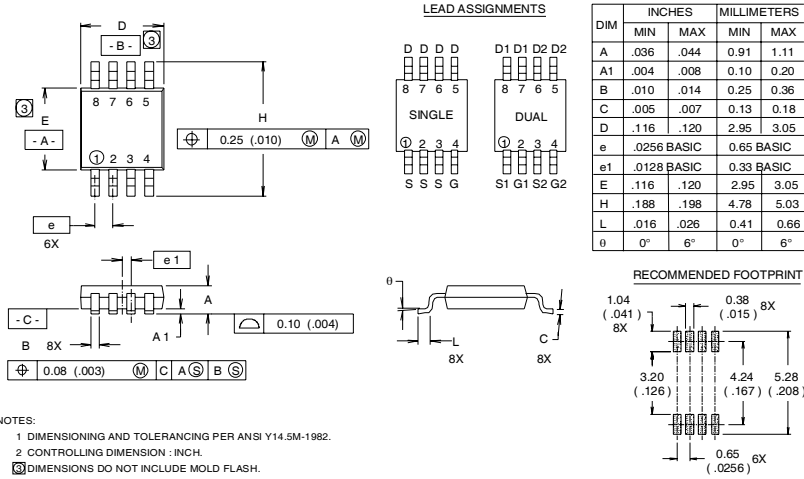 LEAD ASSIGNMENTS
D
- B -
3
8 7 6 5
3
E
- A -
H
1 2 3 4
0.25 (.010) M A M
e
6X
D D D D
8 7 6 5
SINGLE
1 2 3 4
S S S G
D1 D1 D2 D2
8 7 6 5
DUAL
1 2 3 4
S1 G1 S2 G2
DIM INCHES MILLIMETERS
MIN MAX MIN MAX
A .036 .044 0.91 1.11
A1 .004 .008 0.10 0.20
B .010 .014 0.25 0.36
C .005 .007 0.13 0.18
D .116 .120 2.95 3.05
e .0256 BASIC 0.65 BASIC
e1 .0128 BASIC 0.33 BASIC
E .116 .120 2.95 3.05
H .188 .198 4.78 5.03
L .016 .026 0.41 0.66
θ 0° 6° 0° 6°
e 1
A
- C -
B 8X
A 1
0.10 (.004)
0.08 (.003) M C A S B S
θ
L
8X
C
8X
RECOMMENDED FOOTPRINT
1.04
( .041 )
8X
0.38
( .015 ) 8X
3.20
( .126 )
4.24
( .167 )
5.28
( .208 )
0.65
( .0256 ) 6X
NOTES:
1 DIMENSIONING AND TOLERANCING PER ANSI Y14.5M-1982.
2 CONTROLLING DIMENSION : INCH.
3 DIMENSIONS DO NOT INCLUDE MOLD FLASH.